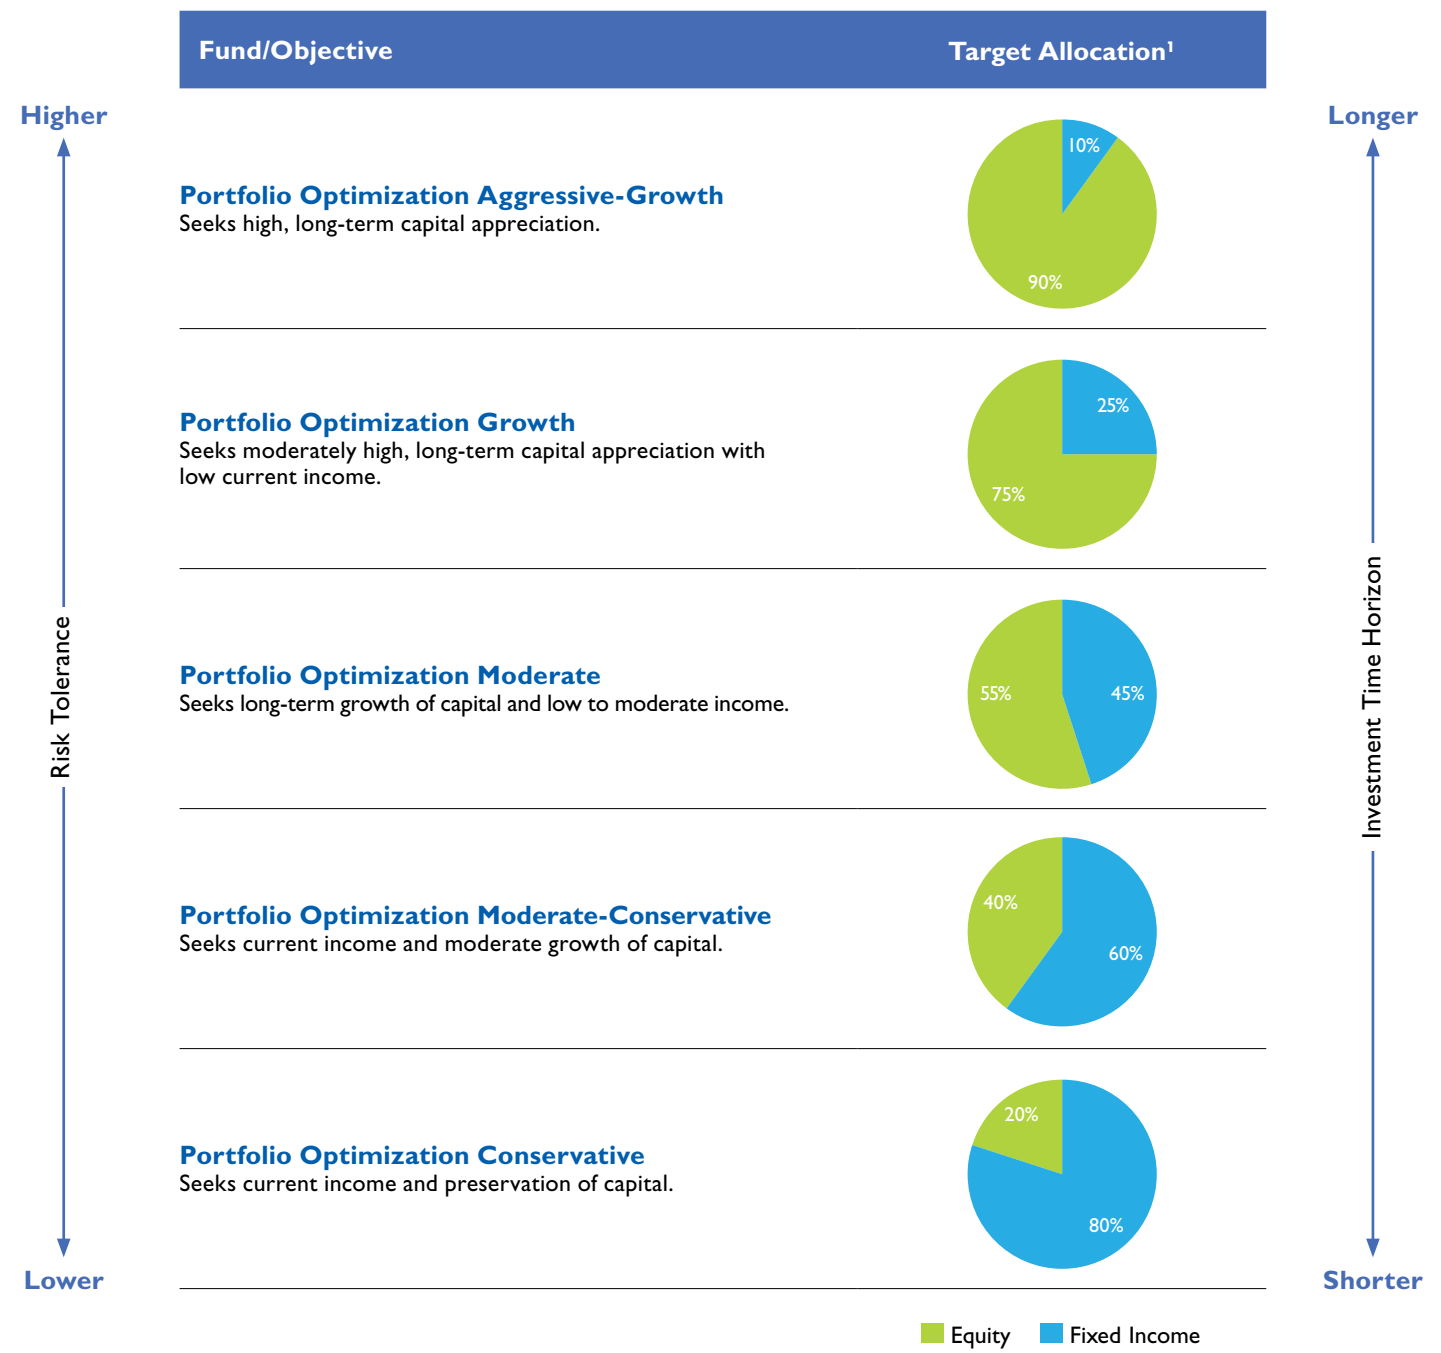 Fund/Objective
Target Allocation¹
Higher
Longer
Portfolio Optimization Aggressive-Growth
Seeks high, long-term capital appreciation.
10%
90%
Portfolio Optimization Growth
Seeks moderately high, long-term capital appreciation with
low current income.
25%
75%
Risk Tolerance
Investment Time Horizon
Portfolio Optimization Moderate
Seeks long-term growth of capital and low to moderate income.
55%
45%
Portfolio Optimization Moderate-Conservative
Seeks current income and moderate growth of capital.
40%
60%
Portfolio Optimization Conservative
Seeks current income and preservation of capital.
20%
80%
Lower
Shorter
Equity
Fixed Income